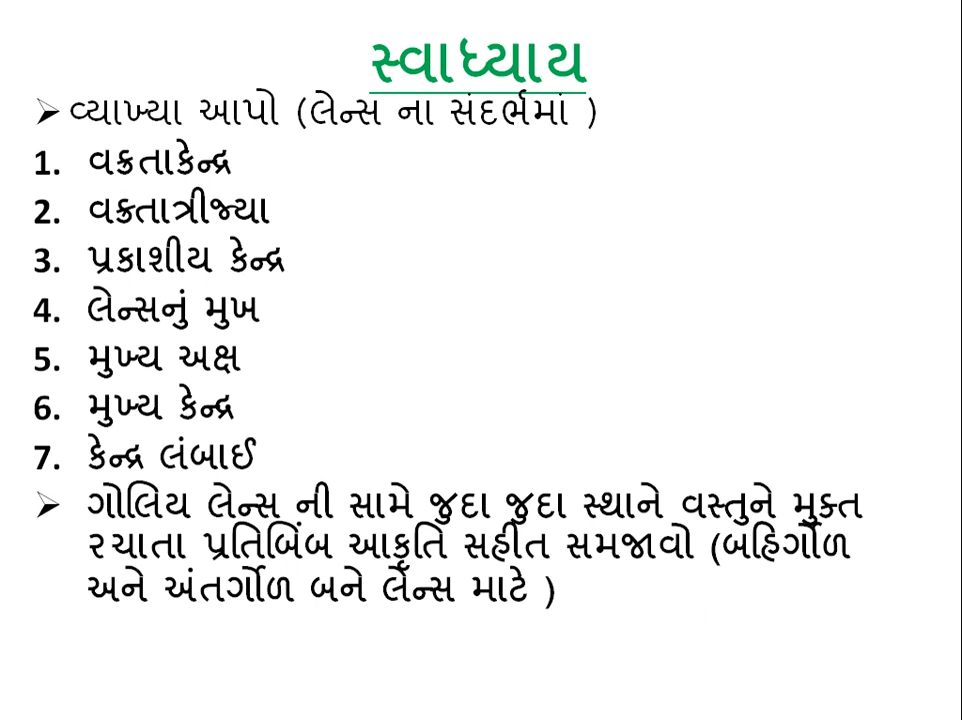 સ્વાધ્યાય
➢ વ્યાખ્યા આપો (લેન્સ ના સંદર્ભમાં )
1. વક્રતાકેન્દ્ર
2. વક્રતાત્રીજ્યા
3. પ્રકાશીય કેન્દ્ર
4. લેન્સનું મુખ
5. મુખ્ય અક્ષ
6. મુખ્ય કેન્દ્ર
7. કેન્દ્ર લંબાઈ
➢ ગોલિય લેન્સ ની સામે જુદા જુદા સ્થાને વસ્તુને મુક્ત
રચાતા પ્રતિબિંબ આકૃતિ સહીત સમજાવો (બહિર્ગોળ
અને અંતર્ગોળ બને લેન્સ માટે )